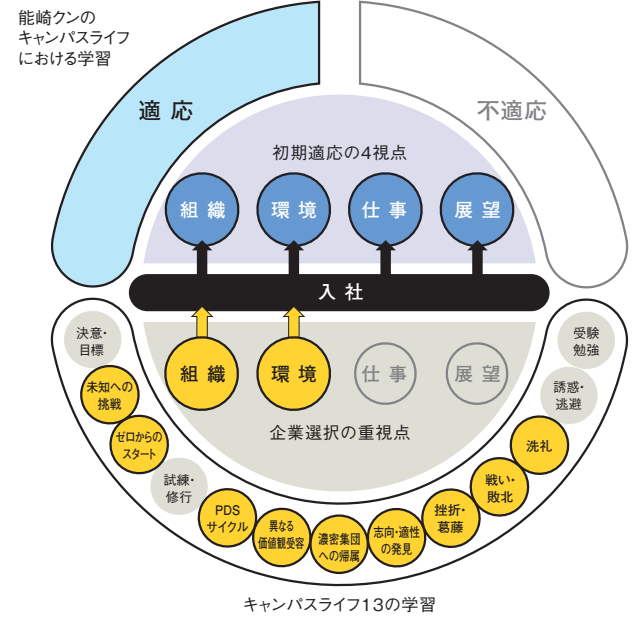 能崎クンの
キャンパスライフ
における学習
適応
不適応
初期適応の4視点
組織
環境
仕事
展望
入社
組織
環境
仕事
展望
企業選択の重視点
決意・
目標
未知への
挑戦
ゼロからの
スタート
試練・
修行
PDS
サイクル
異なる
価値観受容
濃密集団
への帰属
志向・適性
の発見
挫折・
葛藤
戦い・
敗北
洗礼
誘惑・
逃避
受験
勉強
キャンパスライフ13の学習